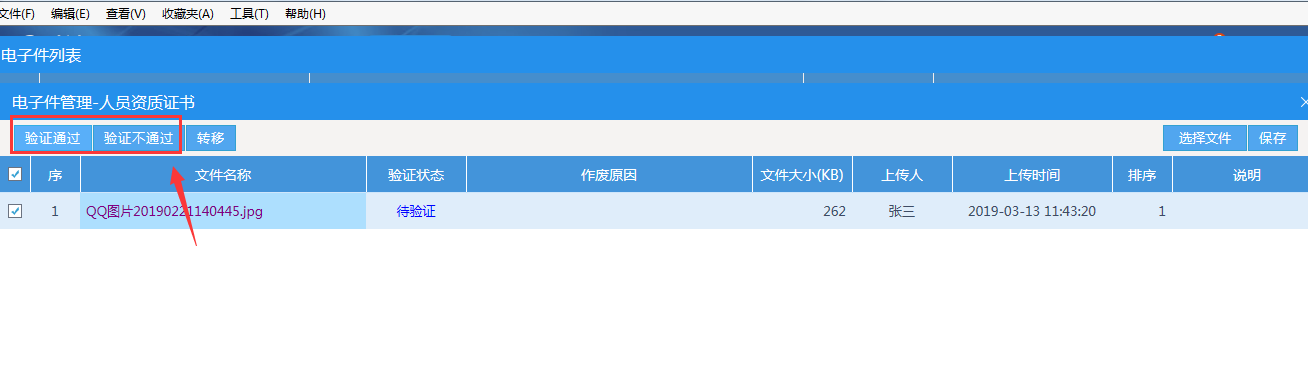 文件(F) 编辑(E) 查看(V) 收藏夹(A) 工具(T) 帮助(H)
电子件列表
电子件管理-人员资质证书
验证通过 验证不通过 转移 选择文件 保存
序 文件名称 验证状态 作废原因 文件大小(KB) 上传人 上传时间 排序 说明
1 QQ图片20190221140445.jpg 待验证 262 张三 2019-03-13 11:43:20 1